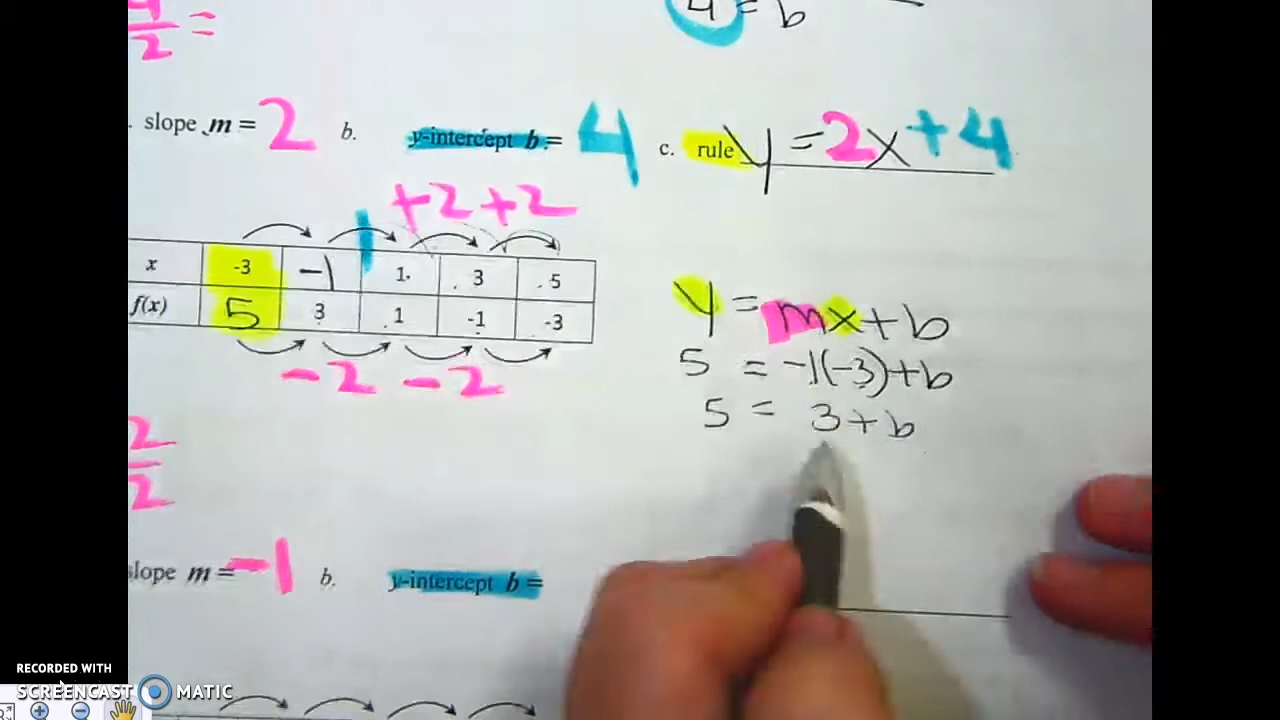 4 = b
4/2 =
. slope m = 2 b. y-intercept b = 4 c. rule y = 2x + 4
+2 +2
x -3 -1 1 3 5
f(x) 5 3 1 -1 -3
-2 -2
y = mx + b
5 = -1(-3) + b
5 = 3 + b
2/2
slope m = -1 b. y-intercept b =
RECORDED WITH
SCREENCAST MATIC